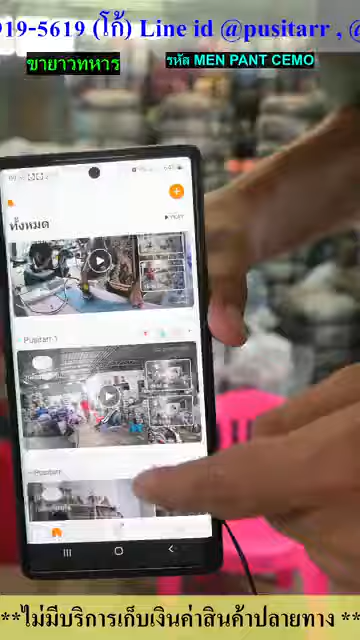 919-5619 (โก้) Line id @pusitarr , @
ขายาวทหาร
รหัส MEN PANT CEMO
ทั้งหมด
Pusitarr 1
Pusitarr
**ไม่มีบริการเก็บเงินค่าสินค้าปลายทาง **